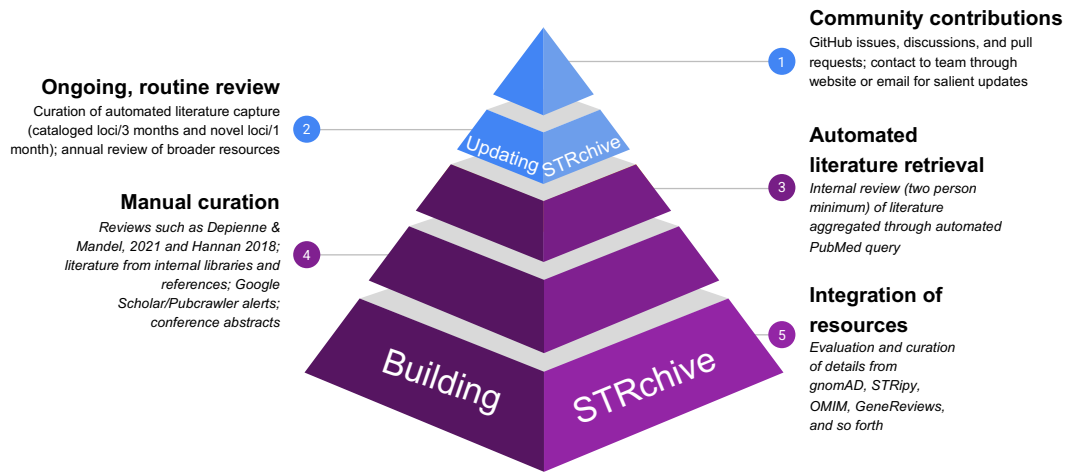 Community contributions
GitHub issues, discussions, and pull
requests; contact to team through
website or email for salient updates
1
Ongoing, routine review
Curation of automated literature capture
(cataloged loci/3 months and novel loci/1
month); annual review of broader resources
2
Updating STRchive
Automated
literature retrieval
Internal review (two person
minimum) of literature
aggregated through automated
PubMed query
3
Manual curation
Reviews such as Depienne &
Mandel, 2021 and Hannan 2018;
literature from internal libraries and
references; Google
Scholar/Pubcrawler alerts;
conference abstracts
4
Integration of
resources
Evaluation and curation
of details from
gnomAD, STRipy,
OMIM, GeneReviews,
and so forth
5
Building STRchive